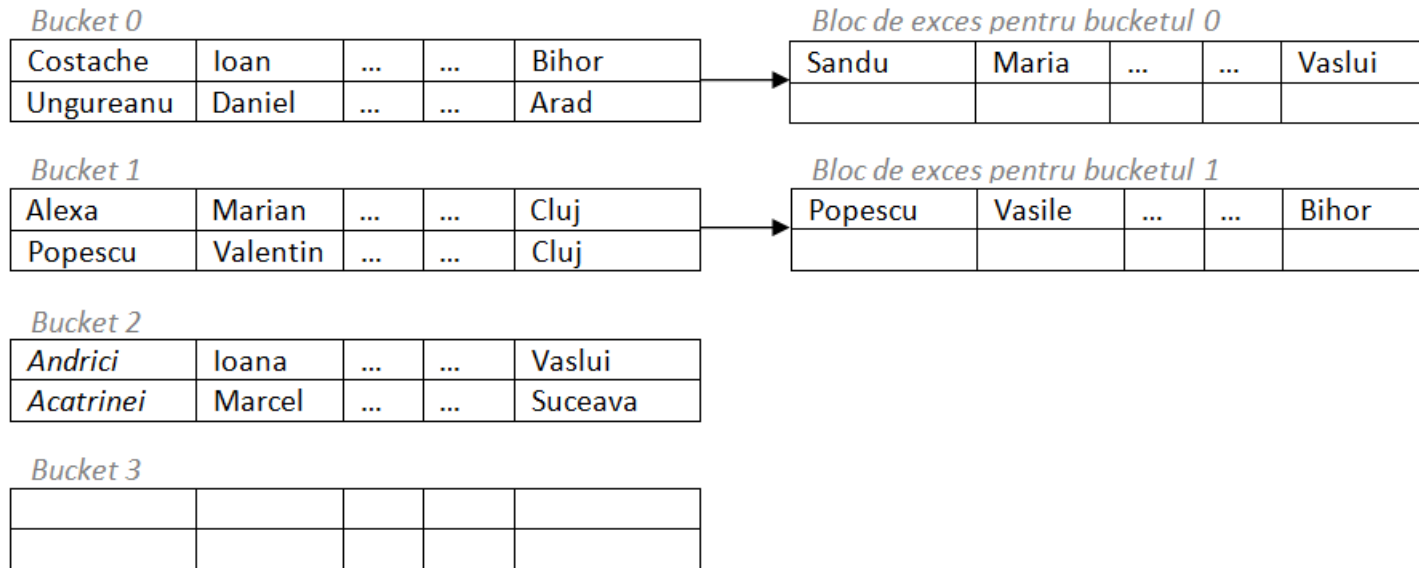 Bucket 0
Costache Ioan ... ... Bihor
Ungureanu Daniel ... ... Arad
Bloc de exces pentru bucketul 0
Sandu Maria ... ... Vaslui
Bucket 1
Alexa Marian ... ... Cluj
Popescu Valentin ... ... Cluj
Bloc de exces pentru bucketul 1
Popescu Vasile ... ... Bihor
Bucket 2
Andrici Ioana ... ... Vaslui
Acatrinei Marcel ... ... Suceava
Bucket 3